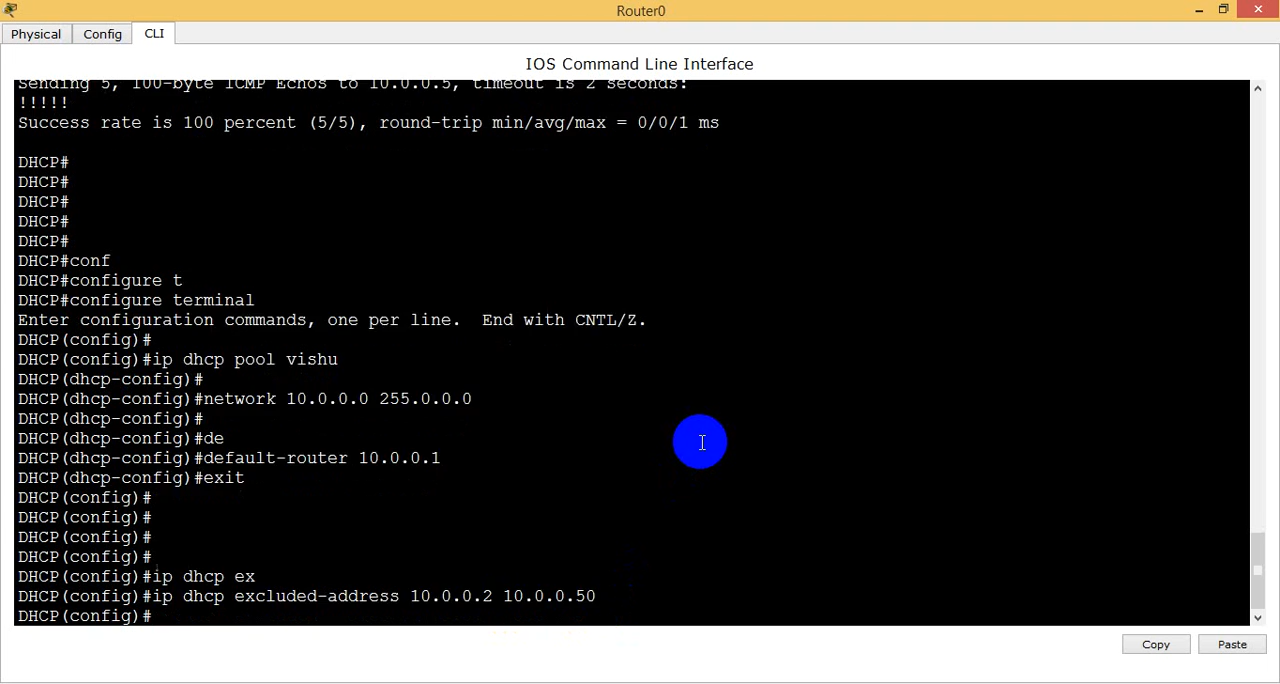 Router0
Physical Config CLI
IOS Command Line Interface
Sending 5, 100-byte ICMP Echos to 10.0.0.5, timeout is 2 seconds:
!!!!!
Success rate is 100 percent (5/5), round-trip min/avg/max = 0/0/1 ms
DHCP#
DHCP#
DHCP#
DHCP#
DHCP#
DHCP#conf
DHCP#configure t
DHCP#configure terminal
Enter configuration commands, one per line.  End with CNTL/Z.
DHCP(config)#
DHCP(config)#ip dhcp pool vishu
DHCP(dhcp-config)#
DHCP(dhcp-config)#network 10.0.0.0 255.0.0.0
DHCP(dhcp-config)#
DHCP(dhcp-config)#de
DHCP(dhcp-config)#default-router 10.0.0.1
DHCP(dhcp-config)#exit
DHCP(config)#
DHCP(config)#
DHCP(config)#
DHCP(config)#
DHCP(config)#ip dhcp ex
DHCP(config)#ip dhcp excluded-address 10.0.0.2 10.0.0.50
DHCP(config)#
Copy Paste